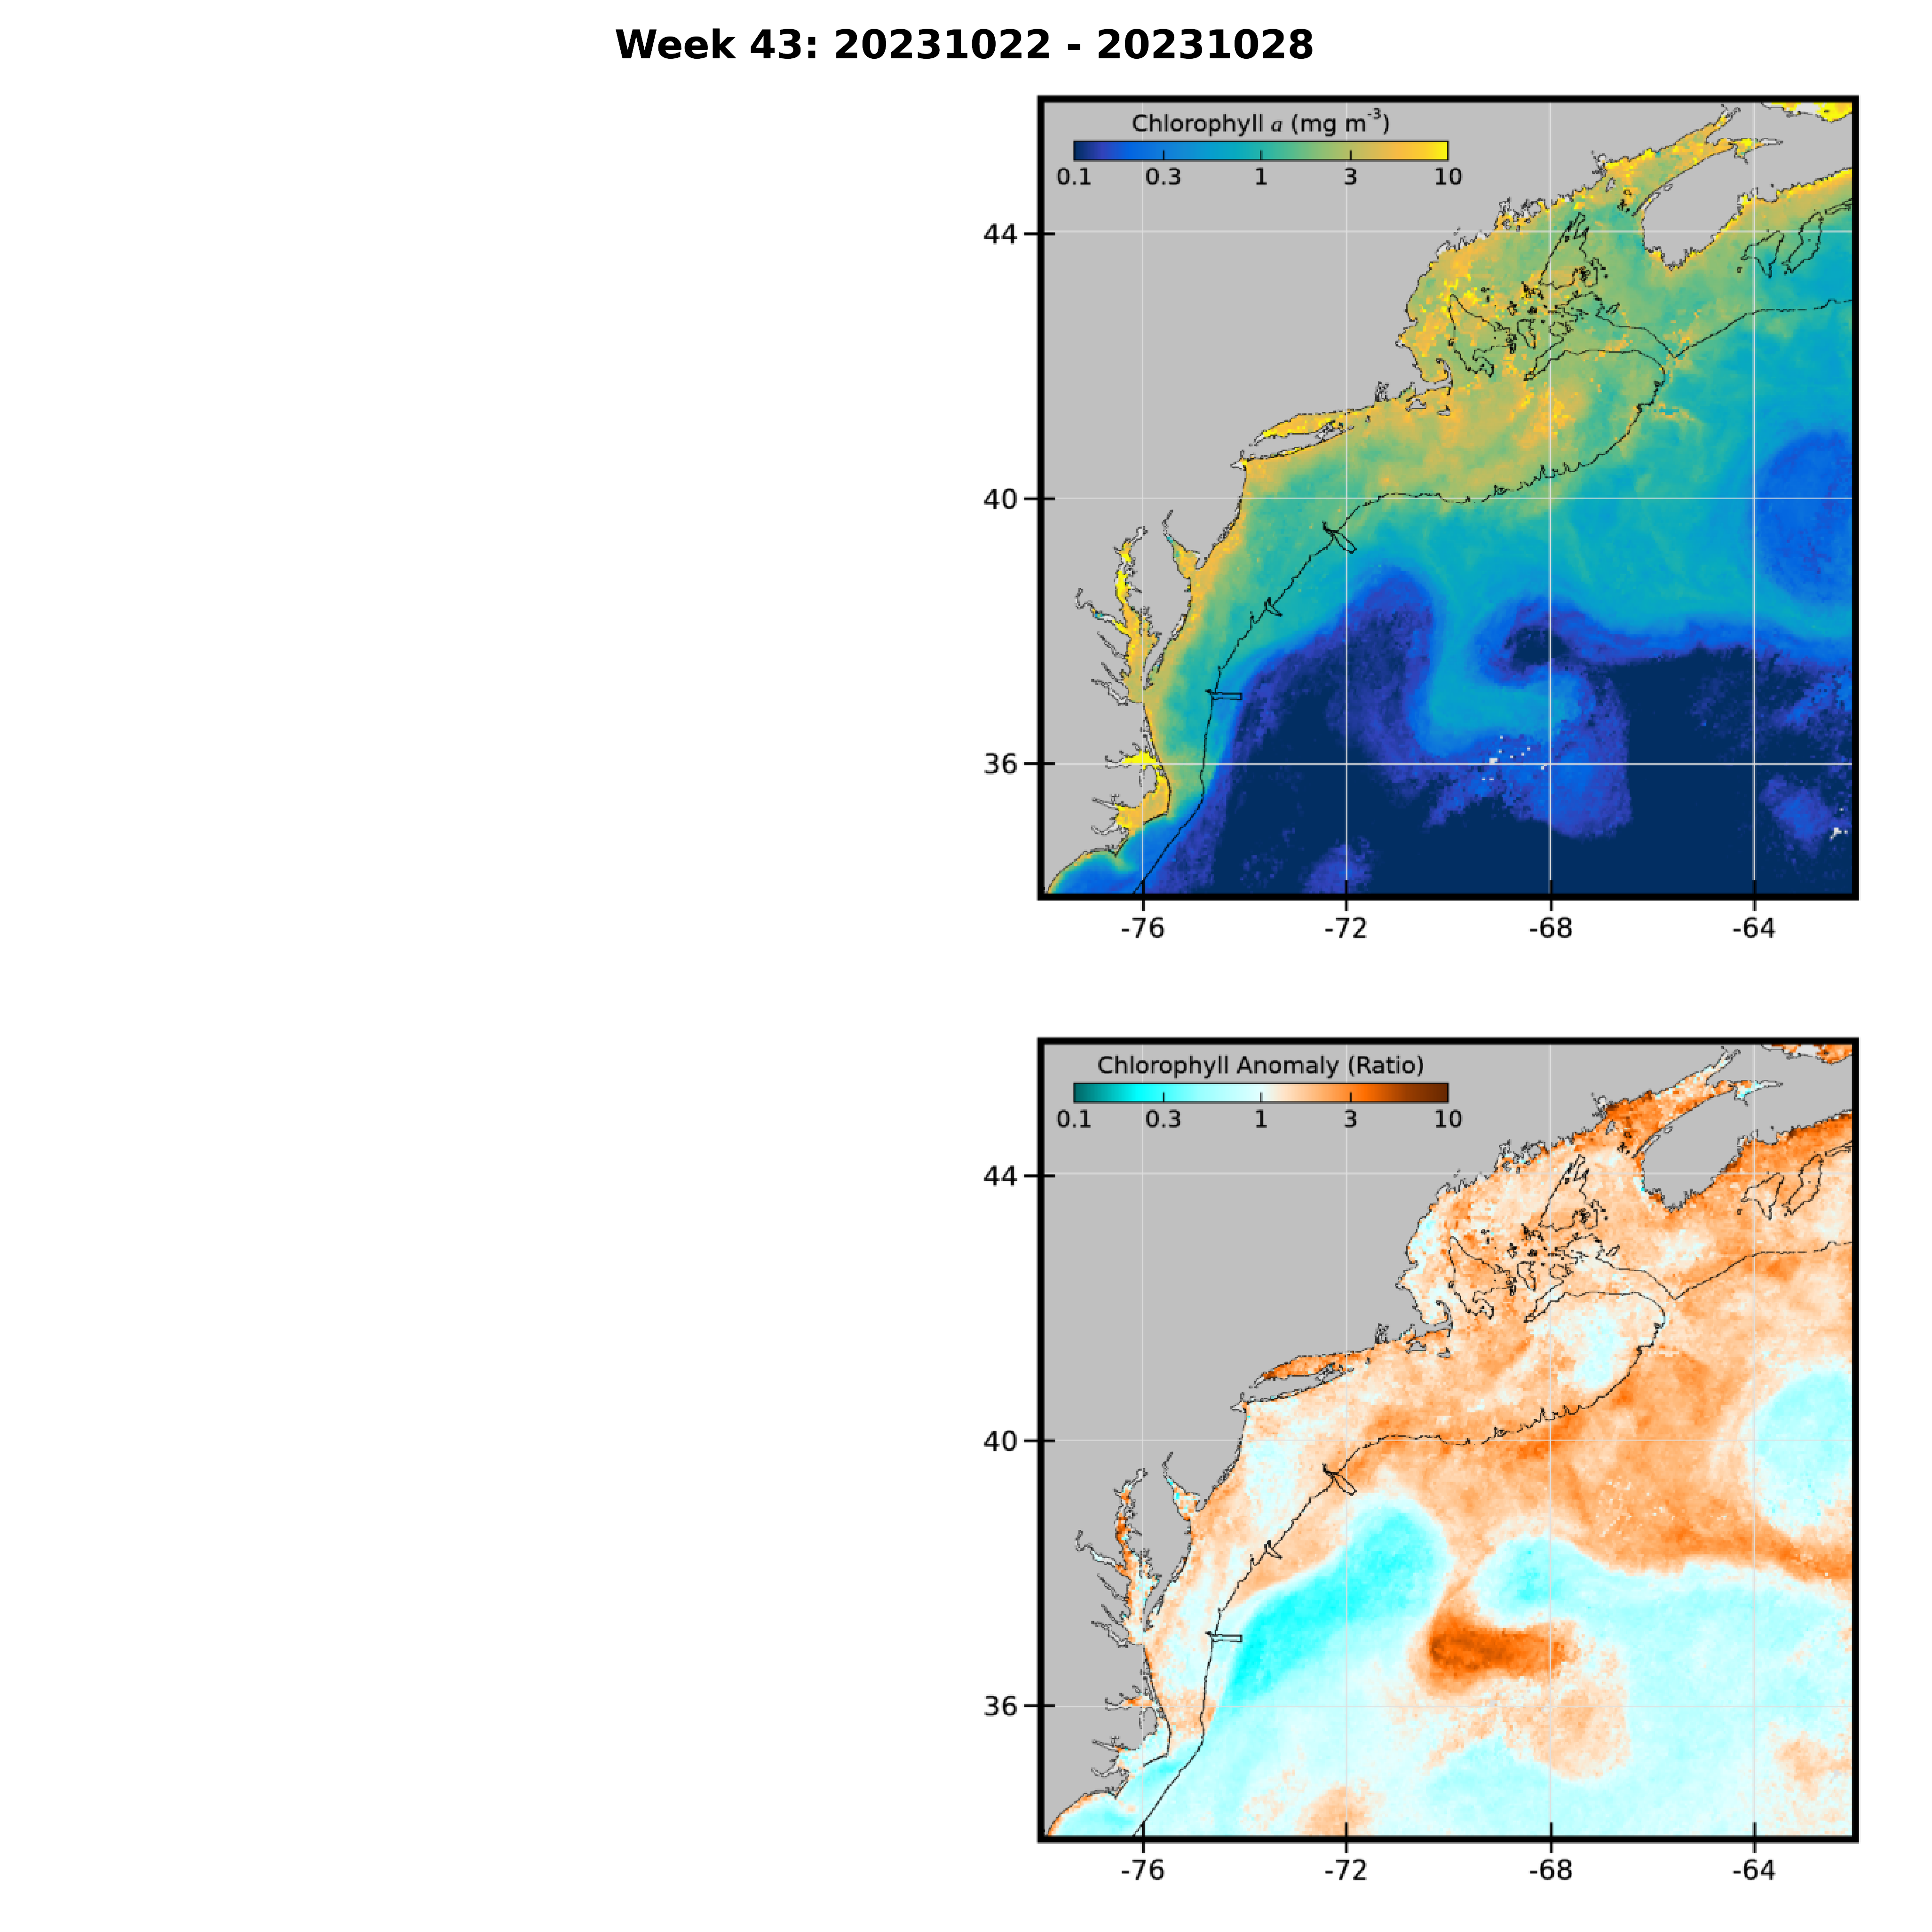 Week 43: 20231022 - 20231028
Chlorophyll a (mg m-3)
0.1 0.3 1 3 10
44
40
36
-76 -72 -68 -64
Chlorophyll Anomaly (Ratio)
0.1 0.3 1 3 10
44
40
36
-76 -72 -68 -64